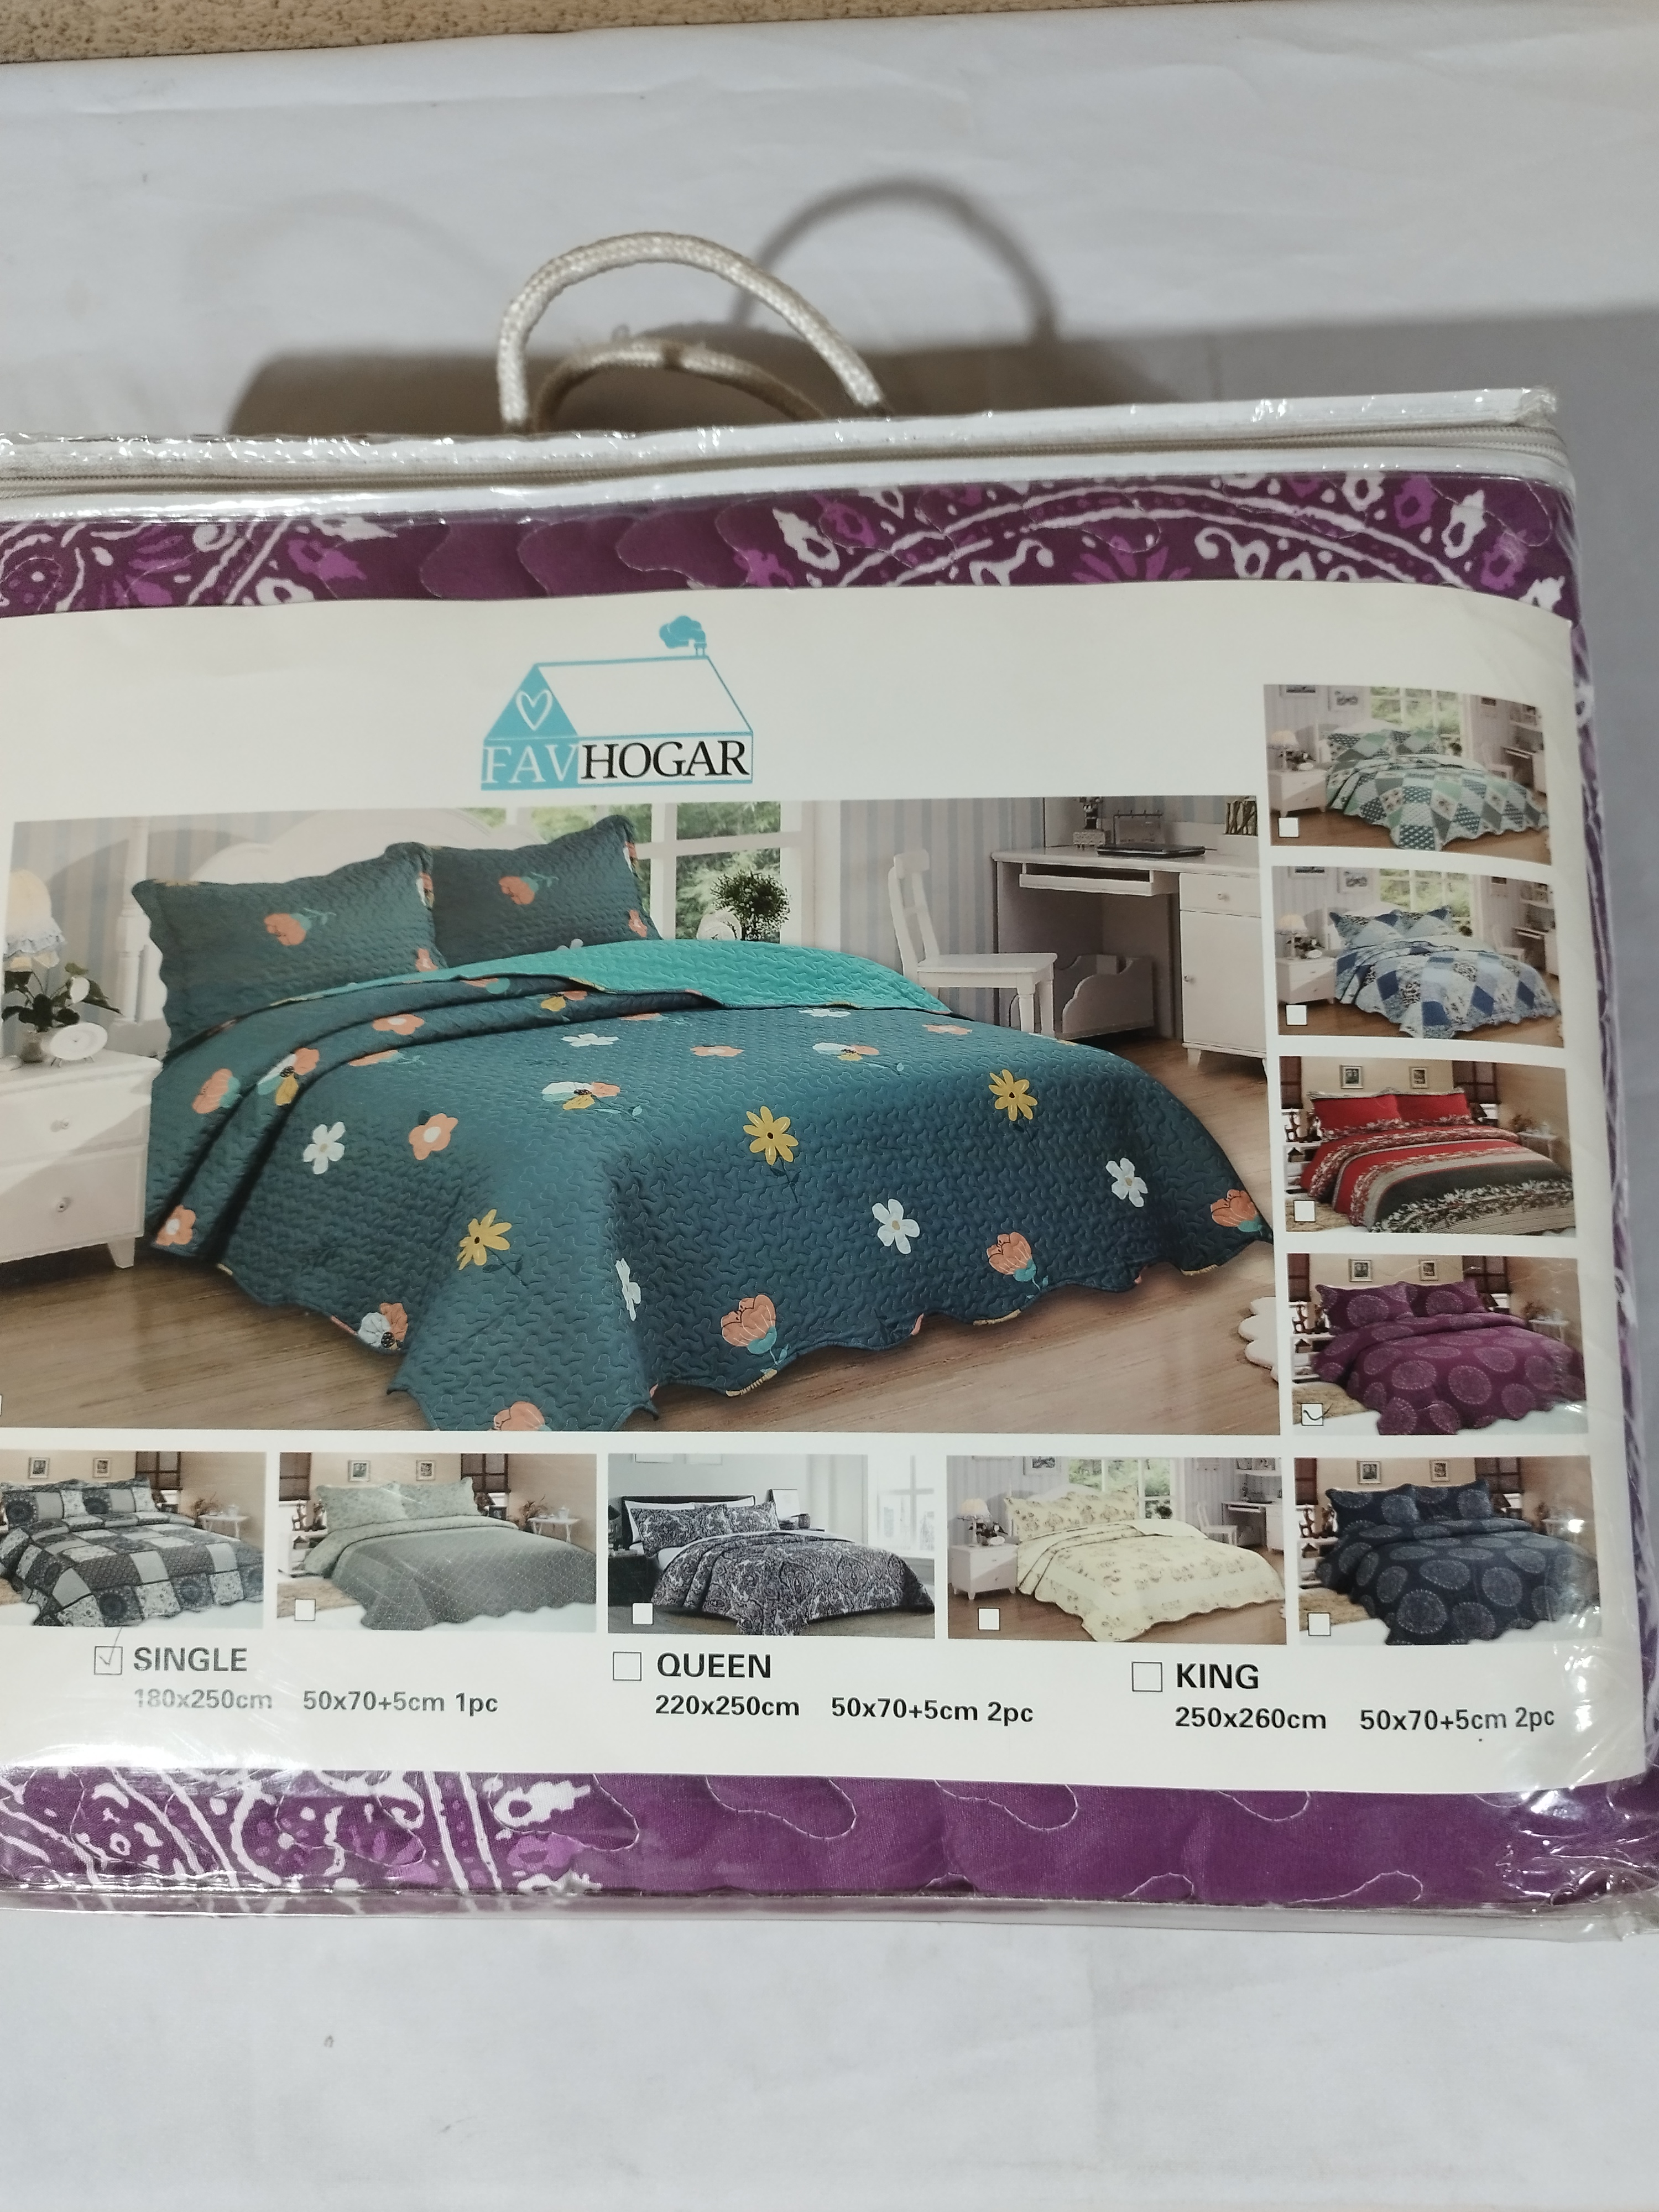 FAVHOGAR
SINGLE
180x250cm 50x70+5cm 1pc
QUEEN
220x250cm 50x70+5cm 2pc
KING
250x260cm 50x70+5cm 2pc